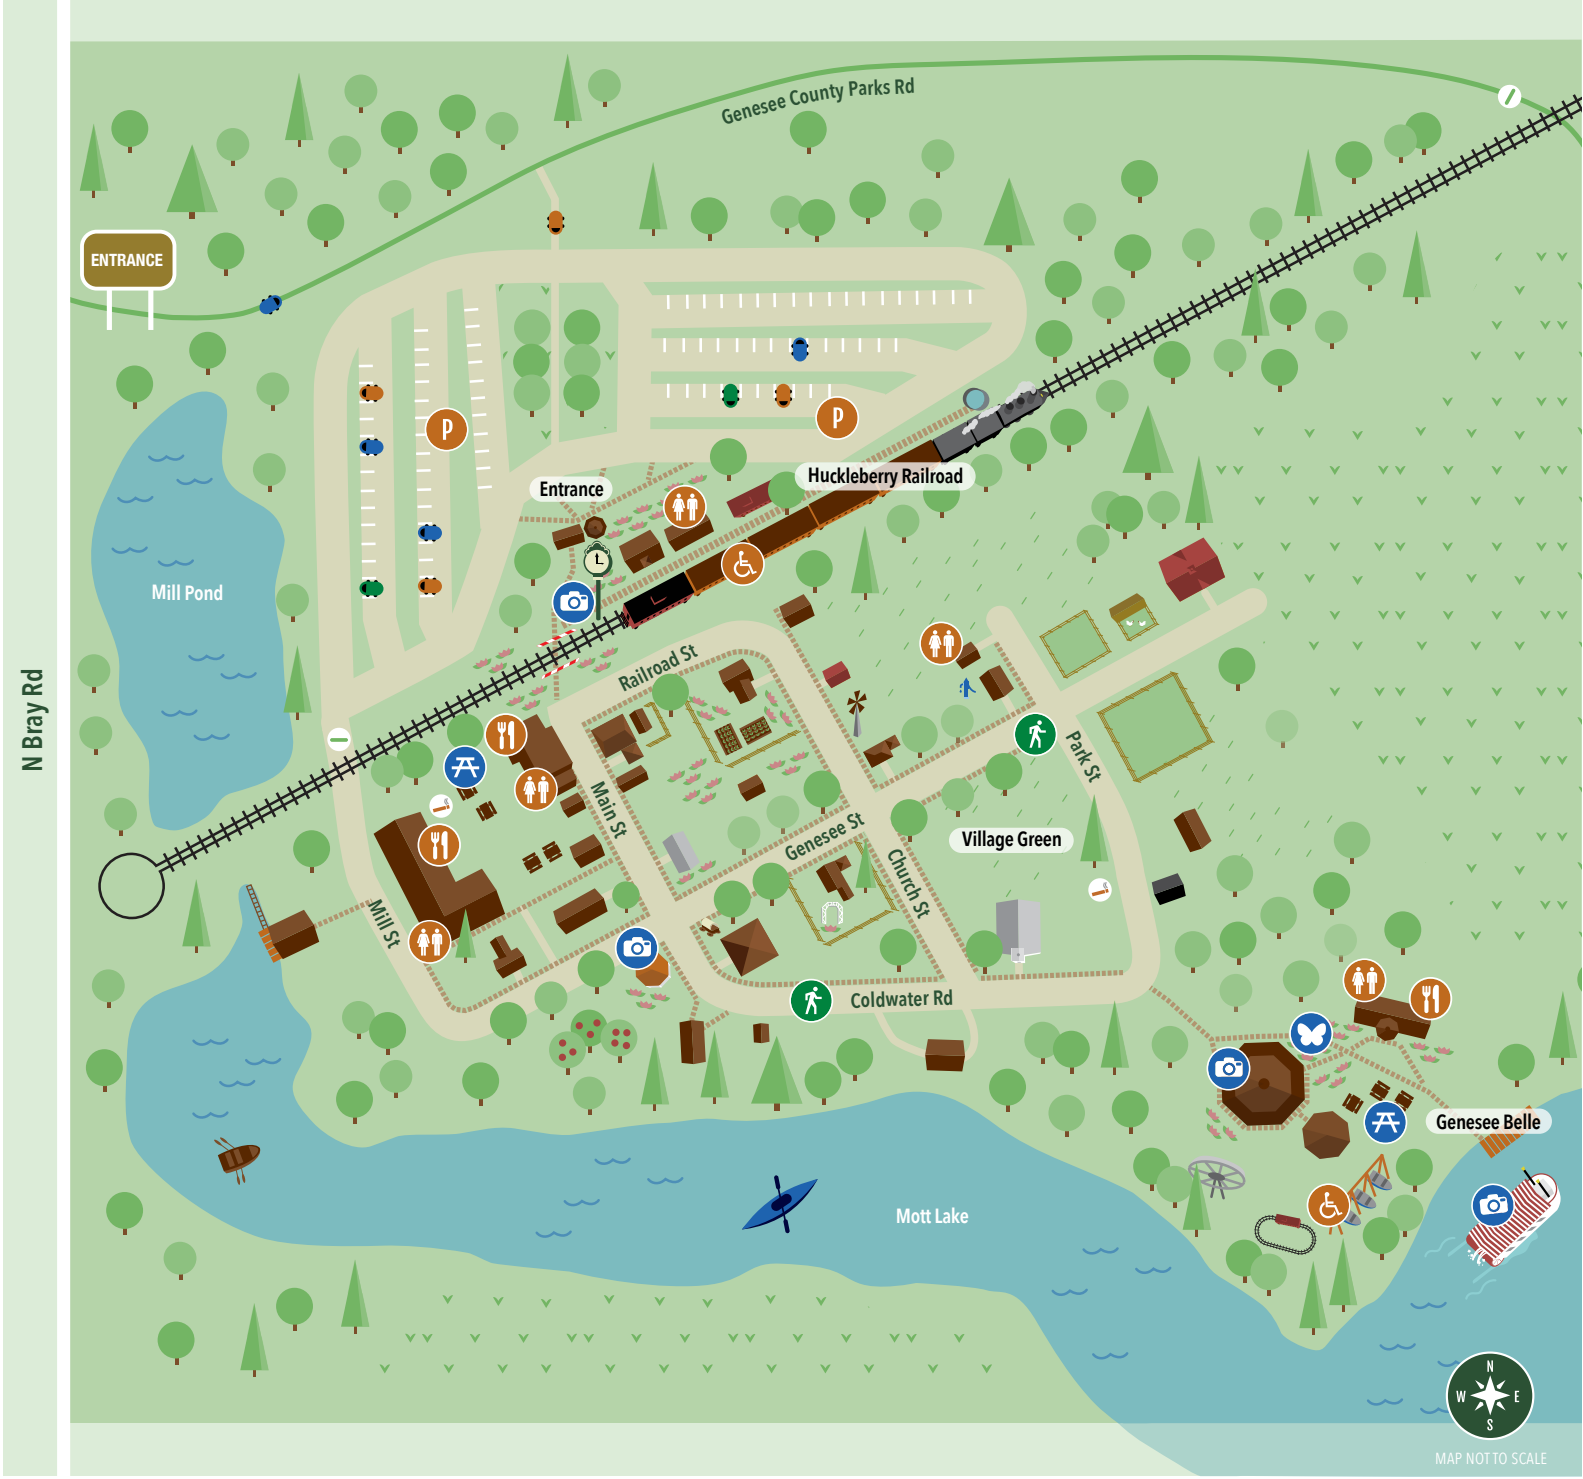 Genesee County Parks Rd
ENTRANCE
P
P
Huckleberry Railroad
Entrance
Mill Pond
N Bray Rd
Railroad St
Main St
Park St
Genesee St
Village Green
Church St
Mill St
Coldwater Rd
Genesee Belle
Mott Lake
N
W E
S
MAP NOT TO SCALE